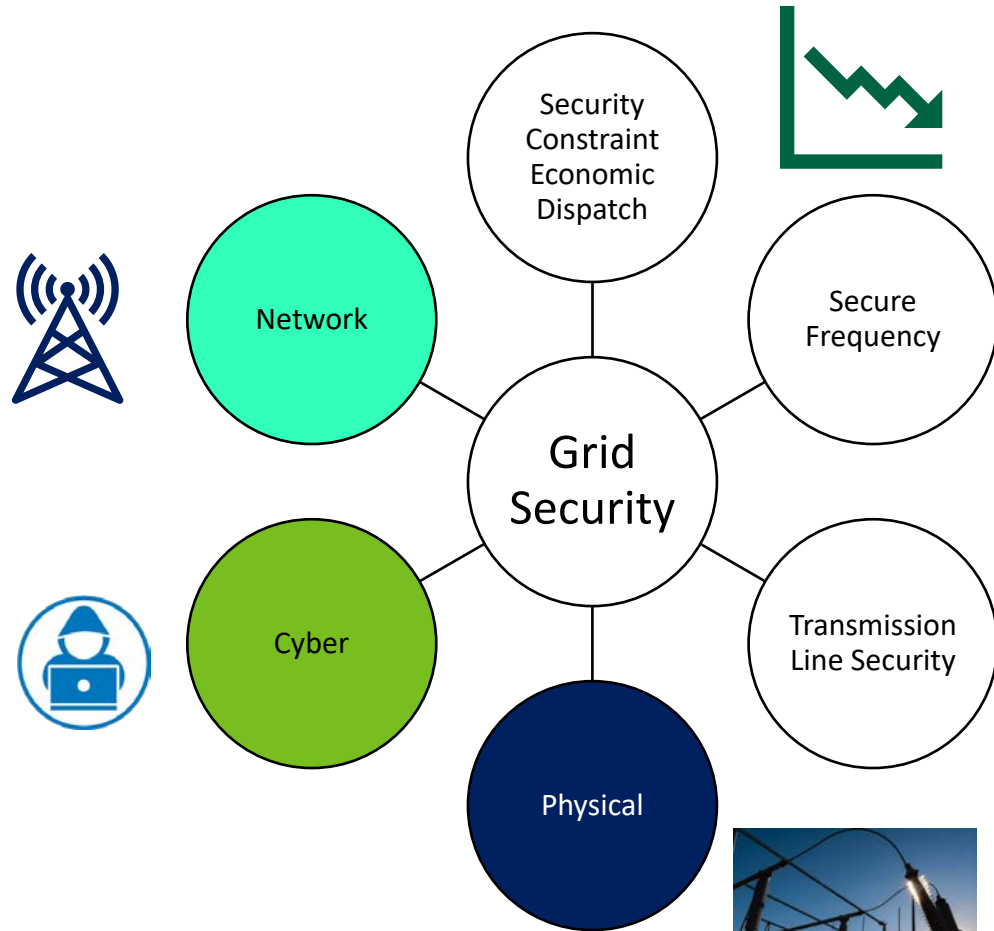 Security
Constraint
Economic
Dispatch
Network
Secure
Frequency
Grid
Security
Cyber
Transmission
Line Security
Physical